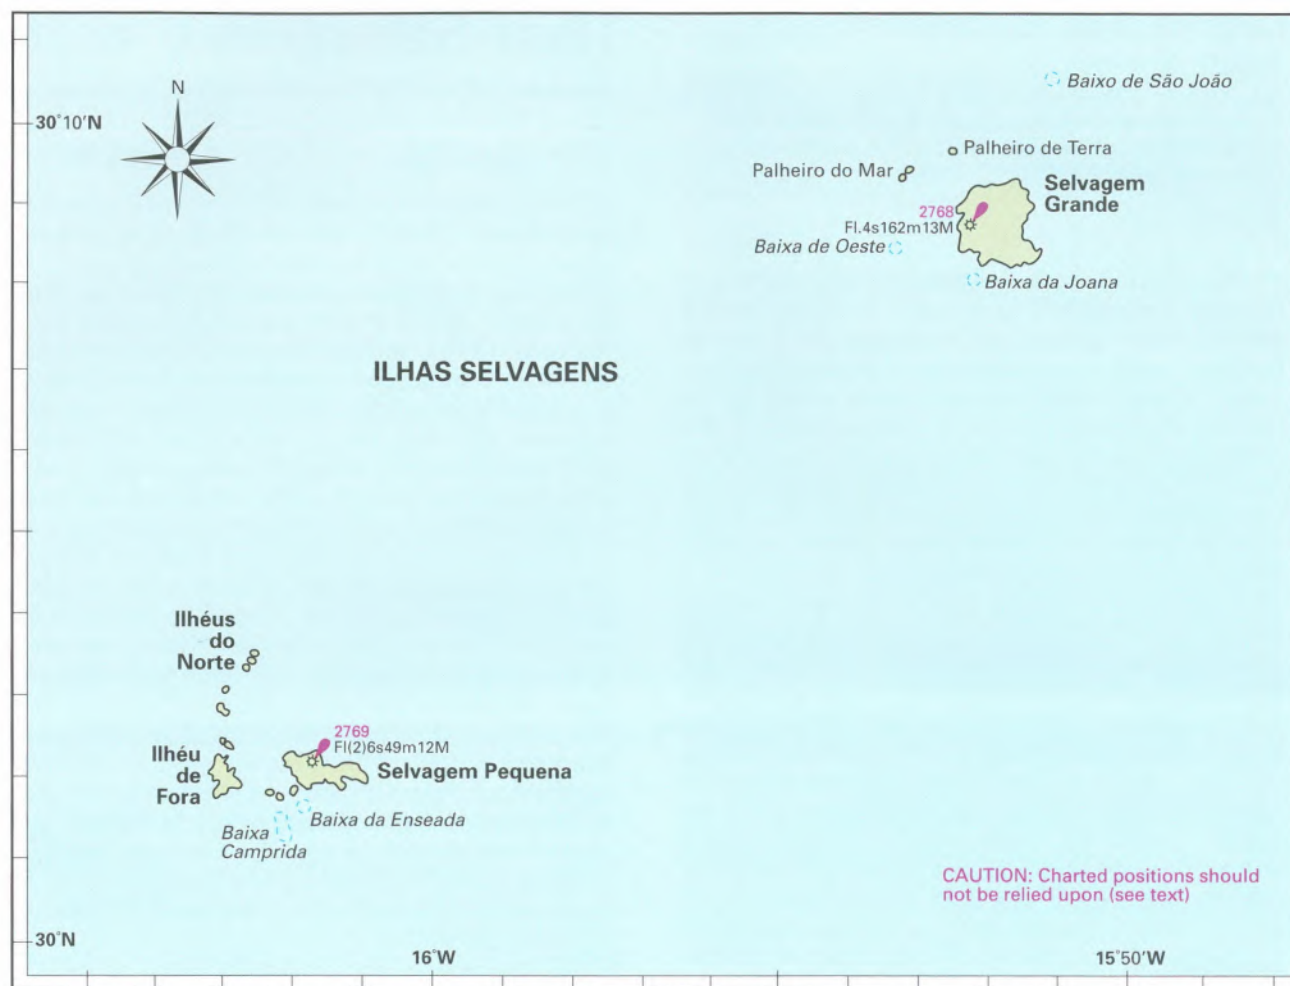 N
Baixo de São João
30°10'N
Palheiro de Terra
Palheiro do Mar
Selvagem
Grande
2768
Fl.4s162m13M
Baixa de Oeste
Baixa da Joana
ILHAS SELVAGENS
Ilhéus
do
Norte
2769
Fl(2)6s49m12M
Ilhéu
de
Fora
Selvagem Pequena
Baixa da Enseada
Baixa
Camprida
CAUTION: Charted positions should
not be relied upon (see text)
30°N
16°W
15°50'W